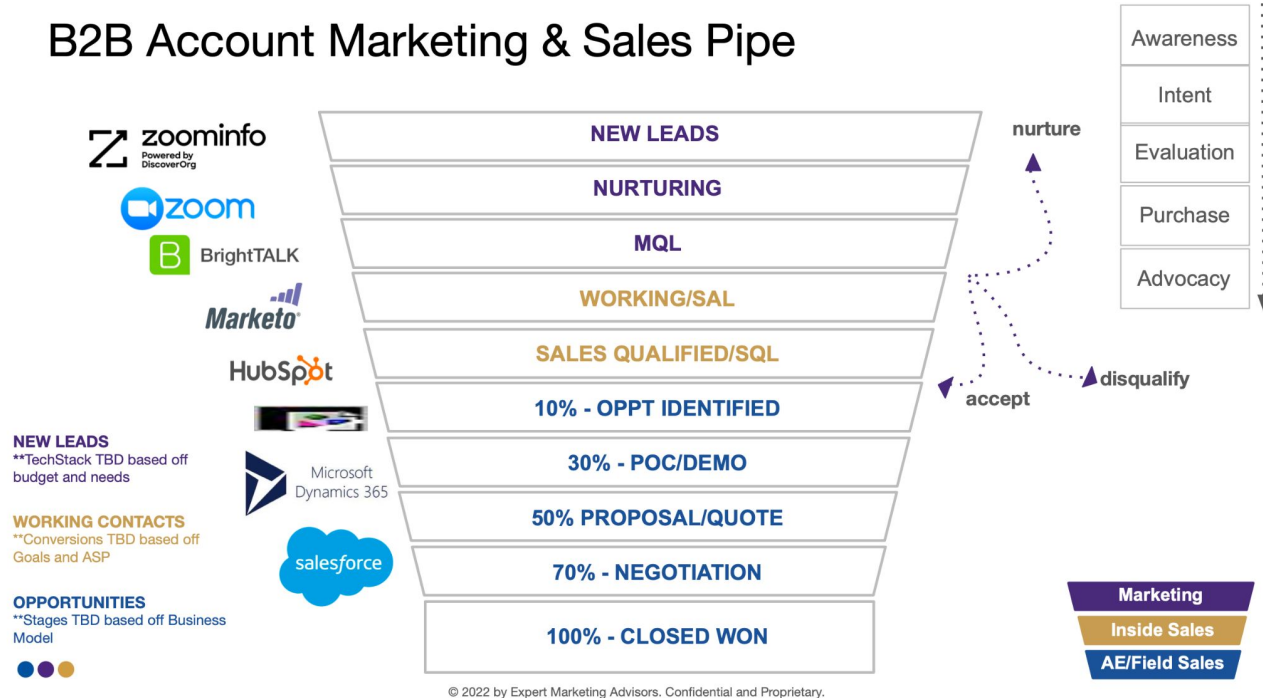 B2B Account Marketing & Sales Pipe
zoominfo
Powered by
DiscoverOrg
zoom
BrightTALK
Marketo
HubSpot
Microsoft
Dynamics 365
salesforce
NEW LEADS
**TechStack TBD based off
budget and needs
WORKING CONTACTS
**Conversions TBD based off
Goals and ASP
OPPORTUNITIES
**Stages TBD based off Business
Model
NEW LEADS
NURTURING
MQL
WORKING/SAL
SALES QUALIFIED/SQL
10% - OPPT IDENTIFIED
30% - POC/DEMO
50% PROPOSAL/QUOTE
70% - NEGOTIATION
100% - CLOSED WON
nurture
accept
disqualify
Awareness
Intent
Evaluation
Purchase
Advocacy
Marketing
Inside Sales
AE/Field Sales
© 2022 by Expert Marketing Advisors. Confidential and Proprietary.